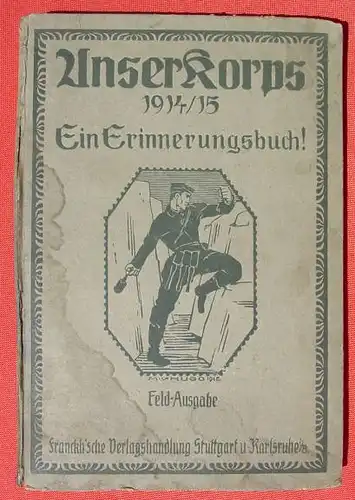 Unser Korps
1914/15
Ein Erinnerungsbuch!
Feld-Ausgabe
Franckh'sche Verlagshandlung Stuttgart u. Karlsruhe